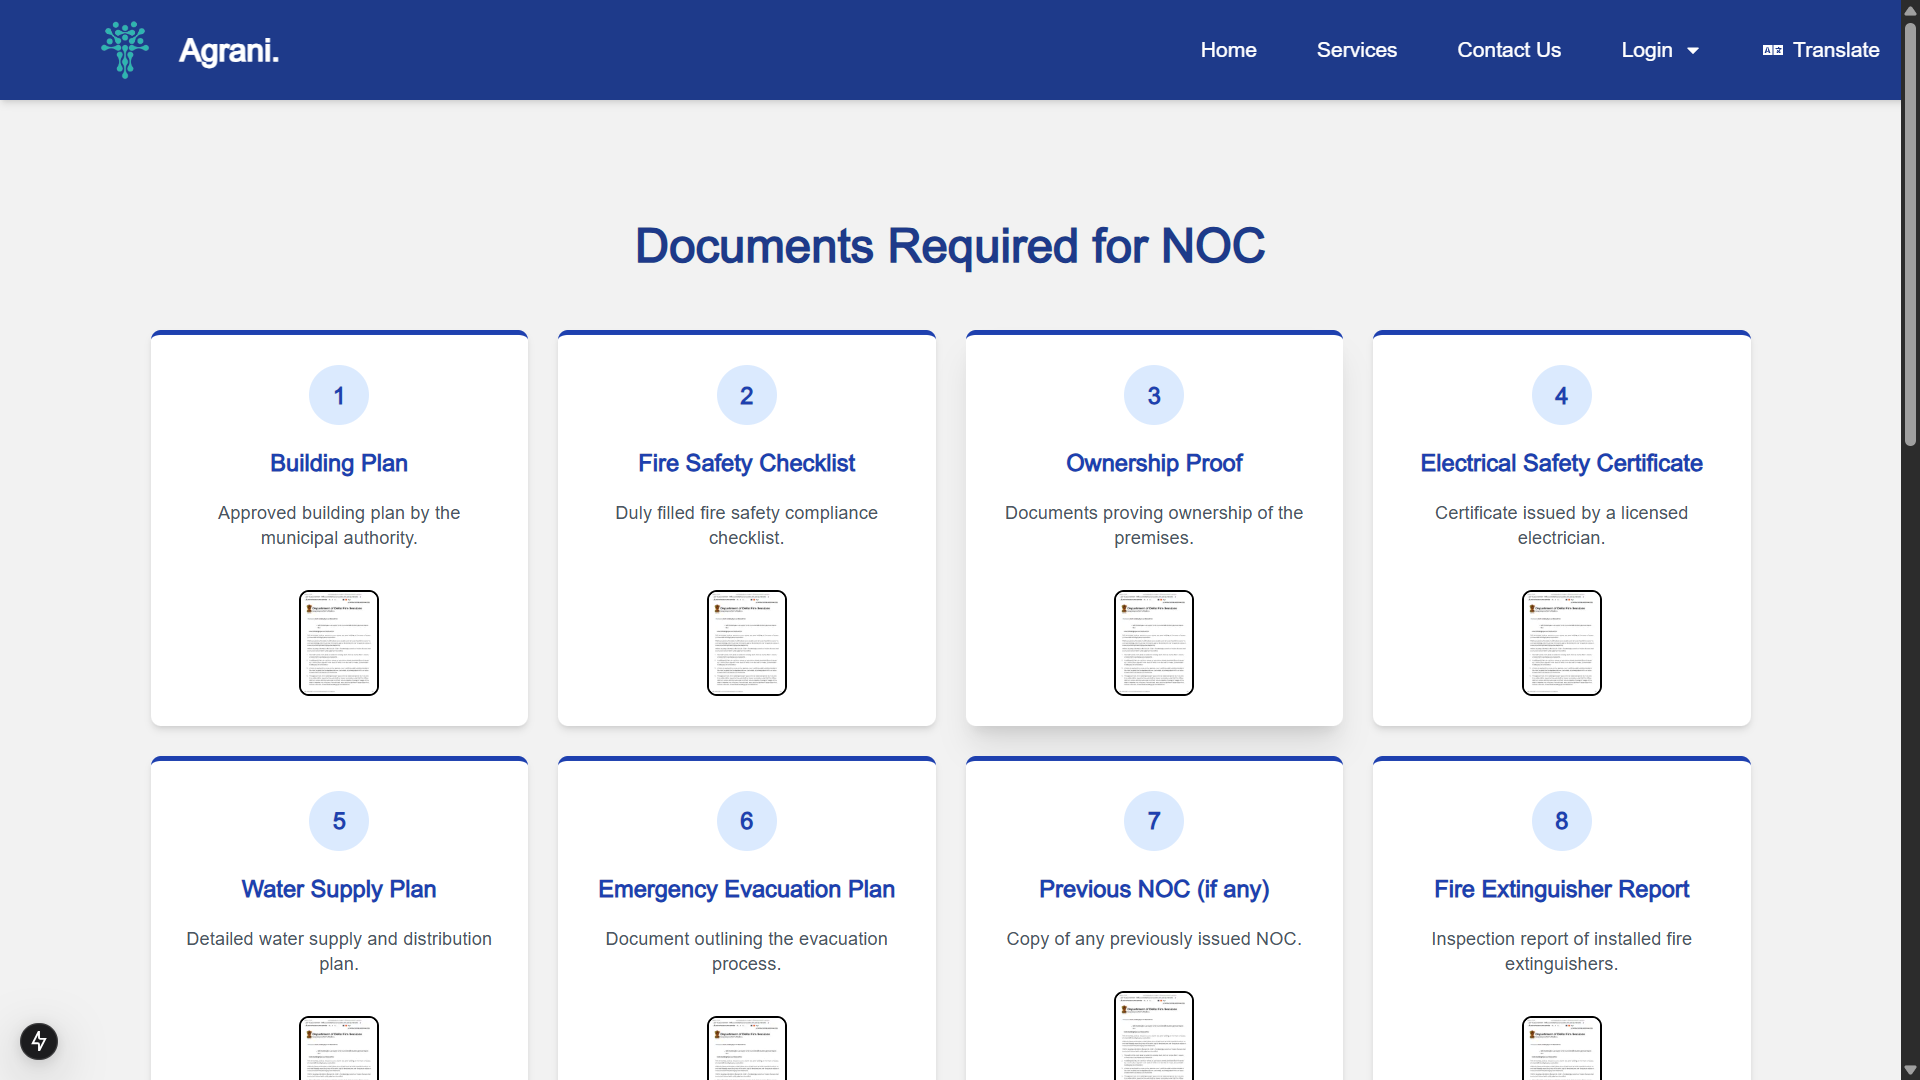 Agrani.
Home
Services
Contact Us
Login
Translate
Documents Required for NOC
1
Building Plan
Approved building plan by the
municipal authority.
2
Fire Safety Checklist
Duly filled fire safety compliance
checklist.
3
Ownership Proof
Documents proving ownership of the
premises.
4
Electrical Safety Certificate
Certificate issued by a licensed
electrician.
5
Water Supply Plan
Detailed water supply and distribution
plan.
6
Emergency Evacuation Plan
Document outlining the evacuation
process.
7
Previous NOC (if any)
Copy of any previously issued NOC.
8
Fire Extinguisher Report
Inspection report of installed fire
extinguishers.